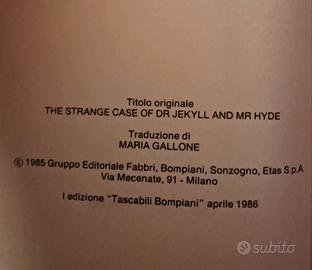 Titolo originale
THE STRANGE CASE OF DR JEKYLL AND MR HYDE
Traduzione di
MARIA GALLONE
© 1985 Gruppo Editoriale Fabbri, Bompiani, Sonzogno, Etas S.p.A.
Via Mecenate, 91 - Milano
I edizione "Tascabili Bompiani" aprile 1986
subito